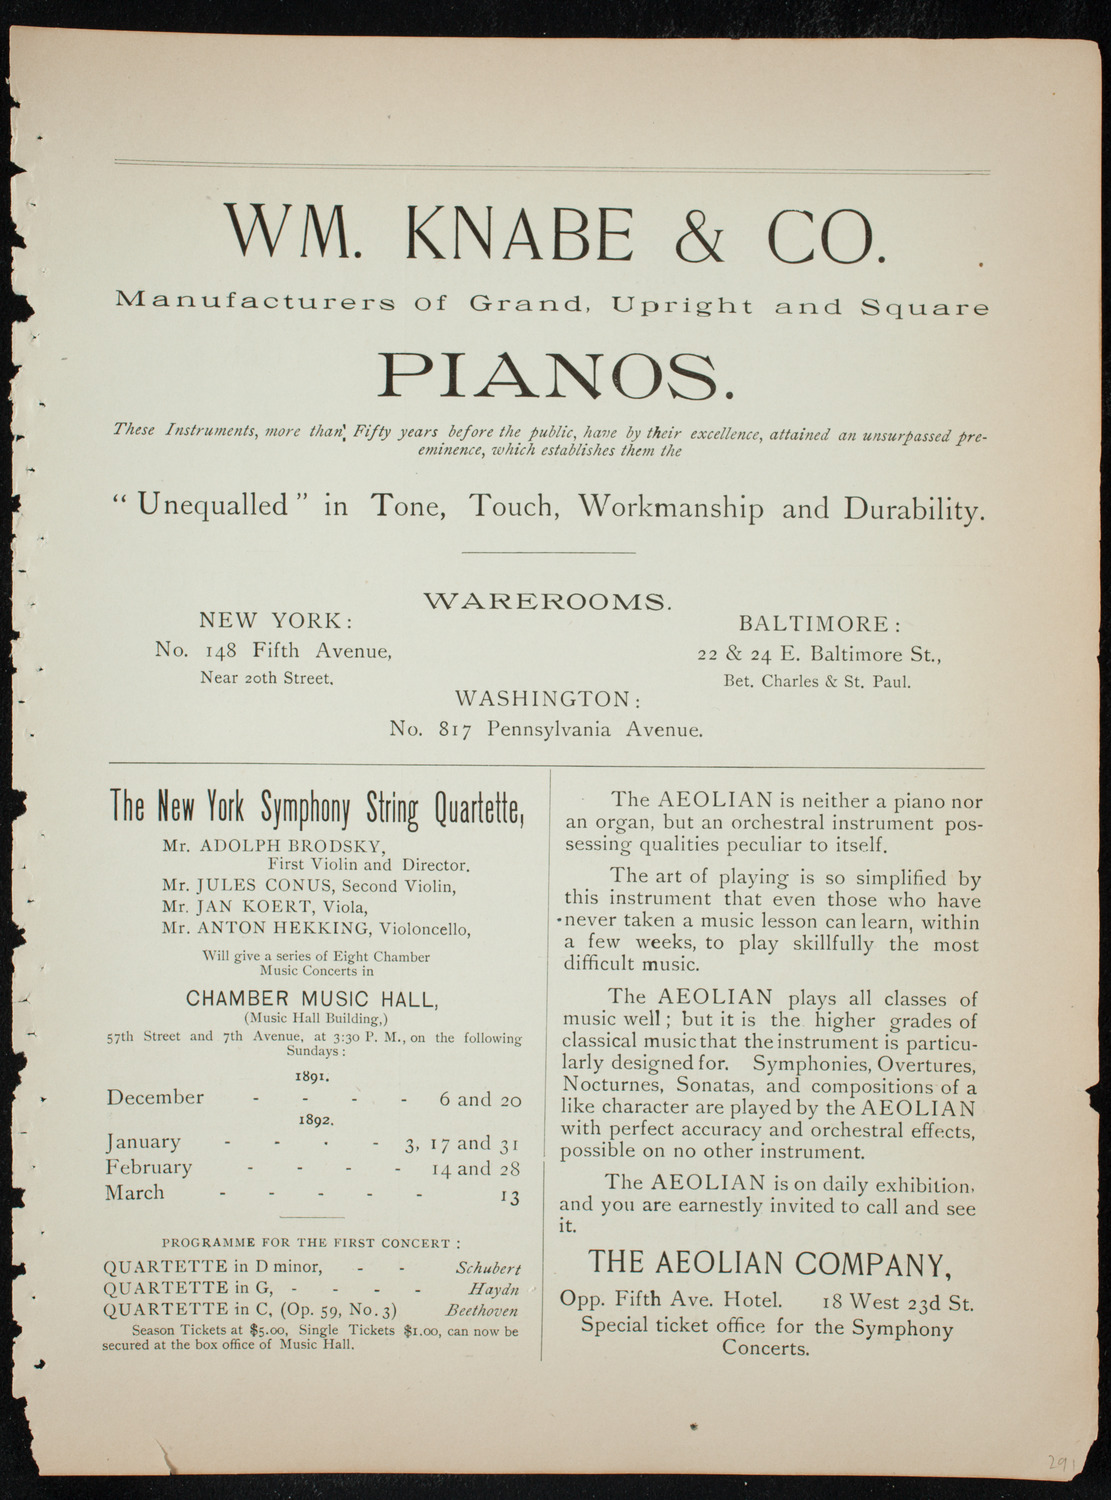 WM. KNABE & CO.
Manufacturers of Grand, Upright and Square
PIANOS.
These Instruments, more than Fifty years before the public, have by their excellence, attained an unsurpassed pre-
eminence, which establishes them the
“Unequalled” in Tone, Touch, Workmanship and Durability.
WAREROOMS.
NEW YORK:
No. 148 Fifth Avenue,
Near 20th Street.
BALTIMORE:
22 & 24 E. Baltimore St.,
Bet. Charles & St. Paul.
WASHINGTON:
No. 817 Pennsylvania Avenue.
The New York Symphony String Quartette,
Mr. ADOLPH BRODSKY,
First Violin and Director.
Mr. JULES CONUS, Second Violin,
Mr. JAN KOERT, Viola,
Mr. ANTON HEKKING, Violoncello,
Will give a series of Eight Chamber
Music Concerts in
CHAMBER MUSIC HALL,
(Music Hall Building,)
57th Street and 7th Avenue, at 3:30 P. M., on the following
Sundays:
1891.
December - - - - 6 and 20
1892.
January - - - - 3, 17 and 31
February - - - - 14 and 28
March - - - - - 13
PROGRAMME FOR THE FIRST CONCERT:
QUARTETTE in D minor, - - Schubert
QUARTETTE in G, - - - - Haydn
QUARTETTE in C, (Op. 59, No. 3) Beethoven
Season Tickets at $5.00, Single Tickets $1.00, can now be
secured at the box office of Music Hall.
The AEOLIAN is neither a piano nor
an organ, but an orchestral instrument pos-
sessing qualities peculiar to itself.
The art of playing is so simplified by
this instrument that even those who have
never taken a music lesson can learn, within
a few weeks, to play skillfully the most
difficult music.
The AEOLIAN plays all classes of
music well; but it is the higher grades of
classical music that the instrument is particu-
larly designed for. Symphonies, Overtures,
Nocturnes, Sonatas, and compositions of a
like character are played by the AEOLIAN
with perfect accuracy and orchestral effects,
possible on no other instrument.
The AEOLIAN is on daily exhibition,
and you are earnestly invited to call and see
it.
THE AEOLIAN COMPANY,
Opp. Fifth Ave. Hotel. 18 West 23d St.
Special ticket office for the Symphony
Concerts.
291